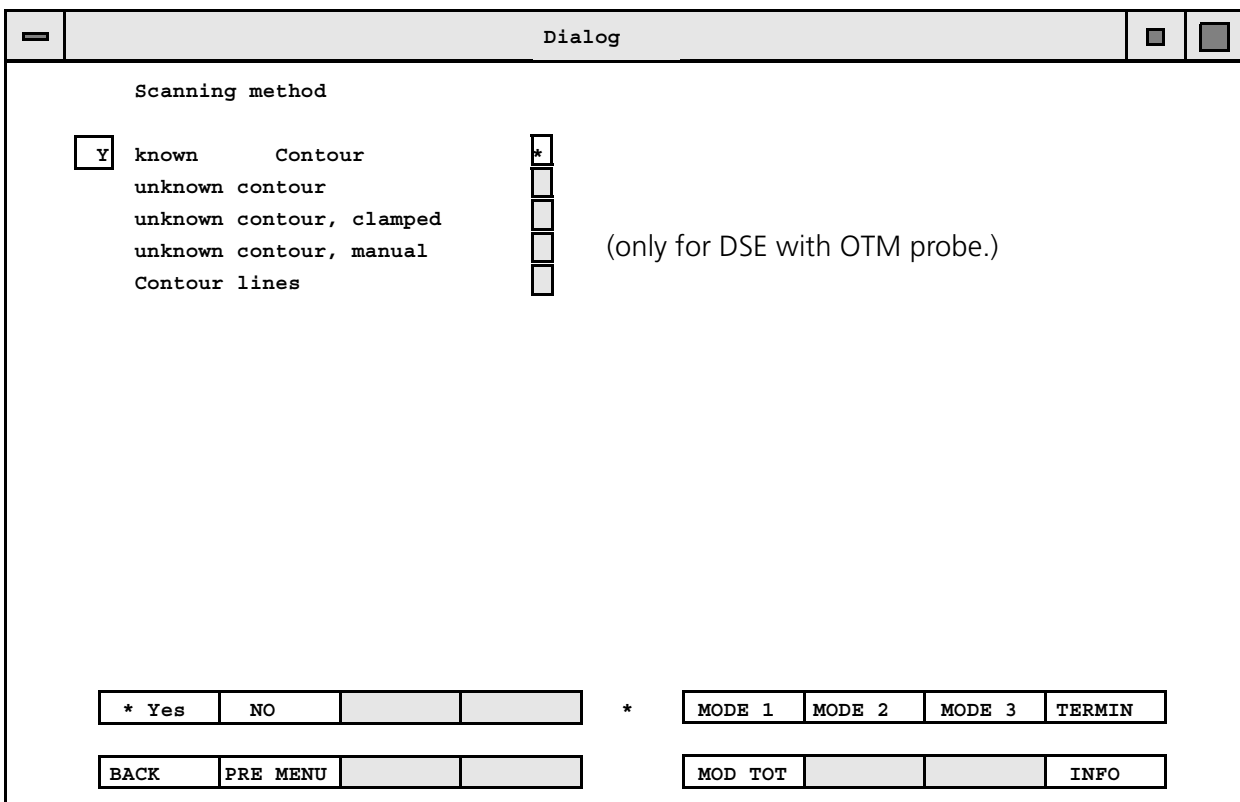 Dialog
Scanning method
Y known Contour *
unknown contour
unknown contour, clamped
unknown contour, manual (only for DSE with OTM probe.)
Contour lines
* Yes NO * MODE 1 MODE 2 MODE 3 TERMIN
BACK PRE MENU MOD TOT INFO